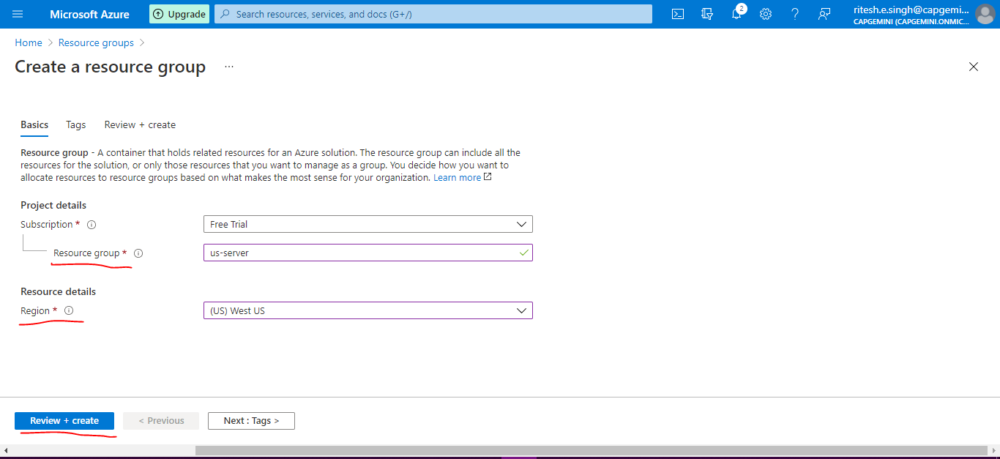 Microsoft Azure
Upgrade
Search resources, services, and docs (G+/)
2
ritesh.e.singh@capgemi...
CAPGEMINI (CAPGEMINI.ONMIC...
Home > Resource groups >
Create a resource group ...
Basics Tags Review + create
Resource group - A container that holds related resources for an Azure solution. The resource group can include all the
resources for the solution, or only those resources that you want to manage as a group. You decide how you want to
allocate resources to resource groups based on what makes the most sense for your organization. Learn more
Project details
Subscription * Free Trial
Resource group * us-server
Resource details
Region * (US) West US
Review + create < Previous Next : Tags >